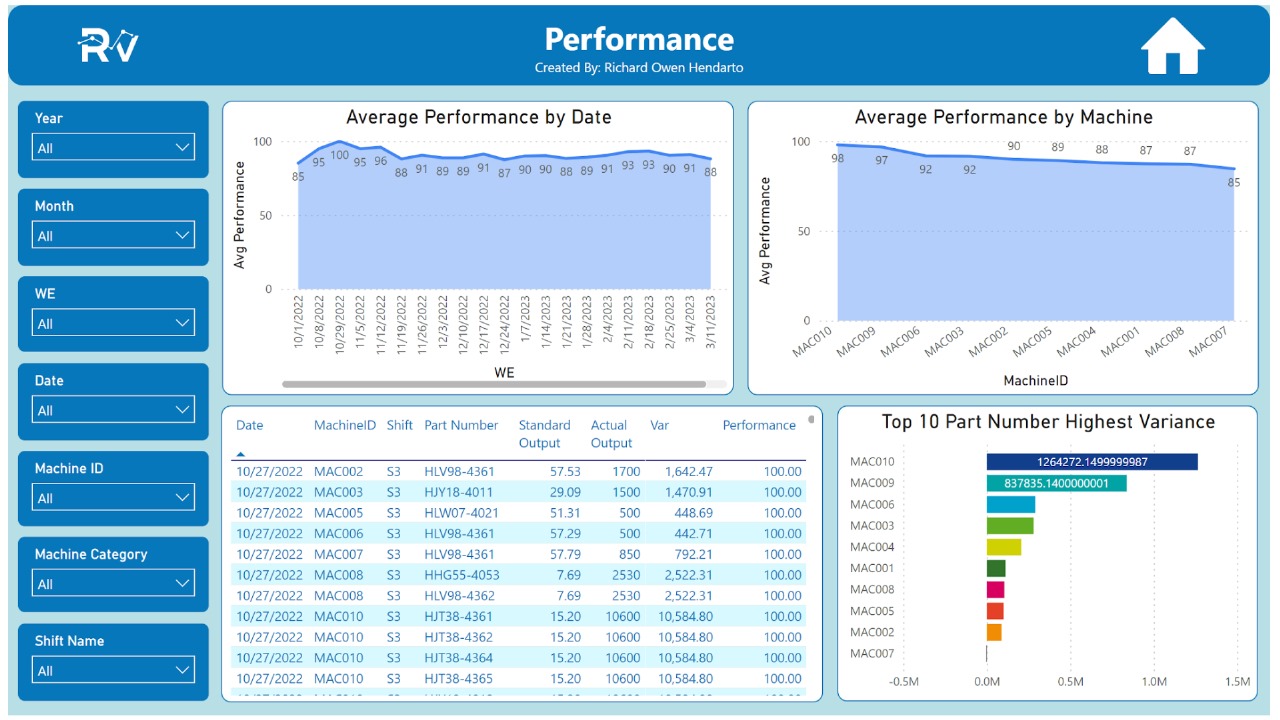 RV
Performance
Created By: Richard Owen Hendarto
Year
All
Month
All
WE
All
Date
All
Machine ID
All
Machine Category
All
Shift Name
All
Average Performance by Date
Avg Performance
100
50
0
85 95 100 95 96 88 91 89 89 91 87 90 90 88 89 91 93 93 90 91 88
10/1/2022 10/8/2022 10/29/2022 11/5/2022 11/12/2022 11/19/2022 11/26/2022 12/3/2022 12/10/2022 12/17/2022 12/24/2022 1/7/2023 1/14/2023 1/21/2023 1/28/2023 2/4/2023 2/11/2023 2/18/2023 2/25/2023 3/4/2023 3/11/2023
WE
Average Performance by Machine
Avg Performance
100
50
0
98 97 92 92 90 89 88 87 87 85
MAC010 MAC009 MAC006 MAC003 MAC002 MAC005 MAC004 MAC001 MAC008 MAC007
MachineID
Date MachineID Shift Part Number Standard Output Actual Output Var Performance
10/27/2022 MAC002 S3 HLV98-4361 57.53 1700 1,642.47 100.00
10/27/2022 MAC003 S3 HJY18-4011 29.09 1500 1,470.91 100.00
10/27/2022 MAC005 S3 HLW07-4021 51.31 500 448.69 100.00
10/27/2022 MAC006 S3 HLV98-4361 57.29 500 442.71 100.00
10/27/2022 MAC007 S3 HLV98-4361 57.79 850 792.21 100.00
10/27/2022 MAC008 S3 HHG55-4053 7.69 2530 2,522.31 100.00
10/27/2022 MAC008 S3 HLV98-4362 7.69 2530 2,522.31 100.00
10/27/2022 MAC010 S3 HJT38-4361 15.20 10600 10,584.80 100.00
10/27/2022 MAC010 S3 HJT38-4362 15.20 10600 10,584.80 100.00
10/27/2022 MAC010 S3 HJT38-4364 15.20 10600 10,584.80 100.00
10/27/2022 MAC010 S3 HJT38-4365 15.20 10600 10,584.80 100.00
Top 10 Part Number Highest Variance
MAC010 1264272.1499999987
MAC009 837835.1400000001
MAC006
MAC003
MAC004
MAC001
MAC008
MAC005
MAC002
MAC007
-0.5M 0.00M 0.5M 1.0M 1.5M